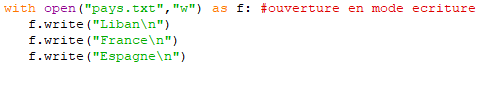 with open("pays.txt","w") as f: #ouverture en mode ecriture
f.write("Liban\n")
f.write("France\n")
f.write("Espagne\n")